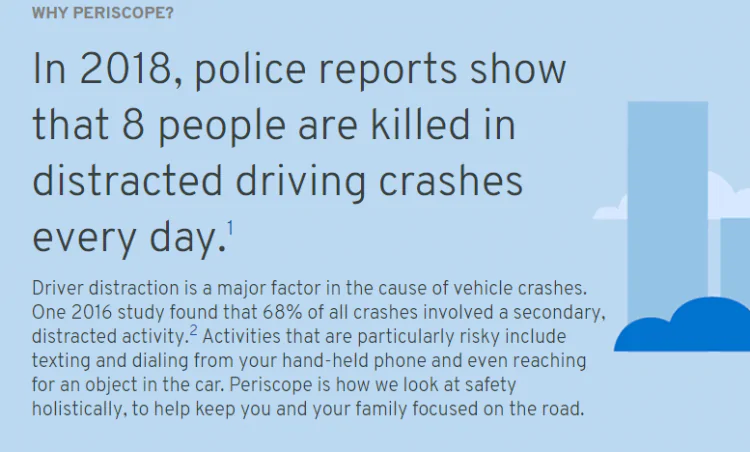 WHY PERISCOPE?
In 2018, police reports show
that 8 people are killed in
distracted driving crashes
every day.1
Driver distraction is a major factor in the cause of vehicle crashes.
One 2016 study found that 68% of all crashes involved a secondary,
distracted activity.2 Activities that are particularly risky include
texting and dialing from your hand-held phone and even reaching
for an object in the car. Periscope is how we look at safety
holistically, to help keep you and your family focused on the road.